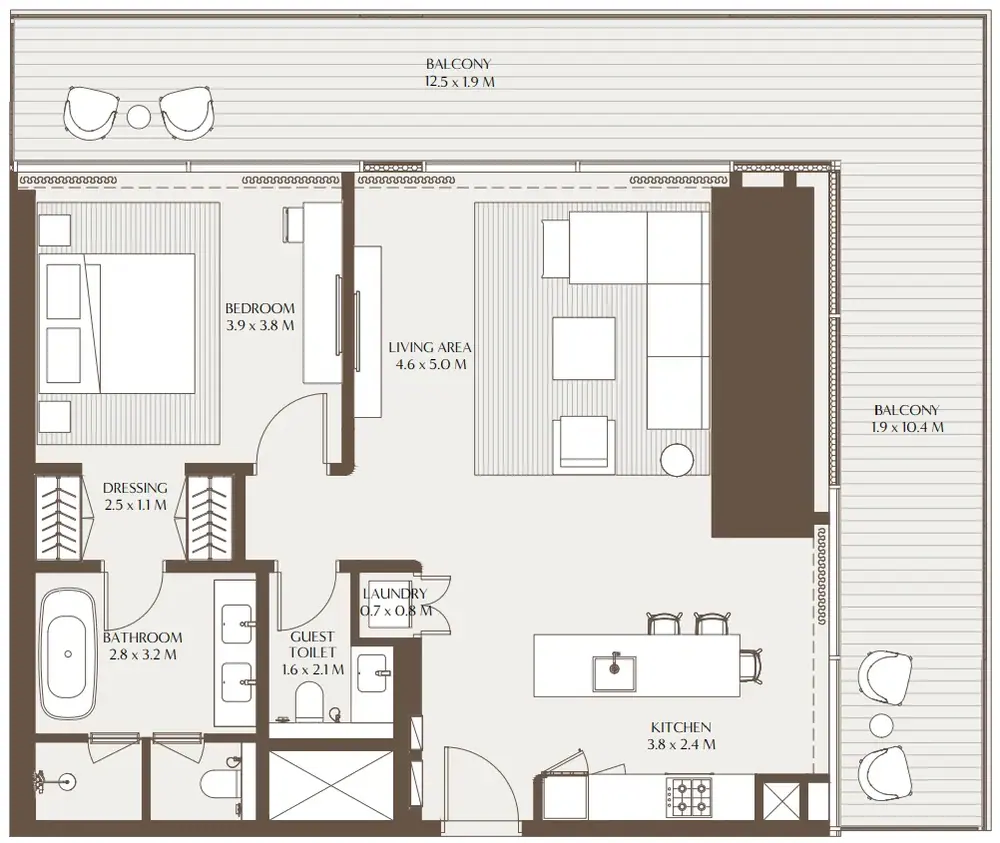 BALCONY
12.5 x 1.9 M
BEDROOM
3.9 x 3.8 M
LIVING AREA
4.6 x 5.0 M
BALCONY
1.9 x 10.4 M
DRESSING
2.5 x 1.1 M
LAUNDRY
0.7 x 0.8 M
BATHROOM
2.8 x 3.2 M
GUEST
TOILET
1.6 x 2.1 M
KITCHEN
3.8 x 2.4 M